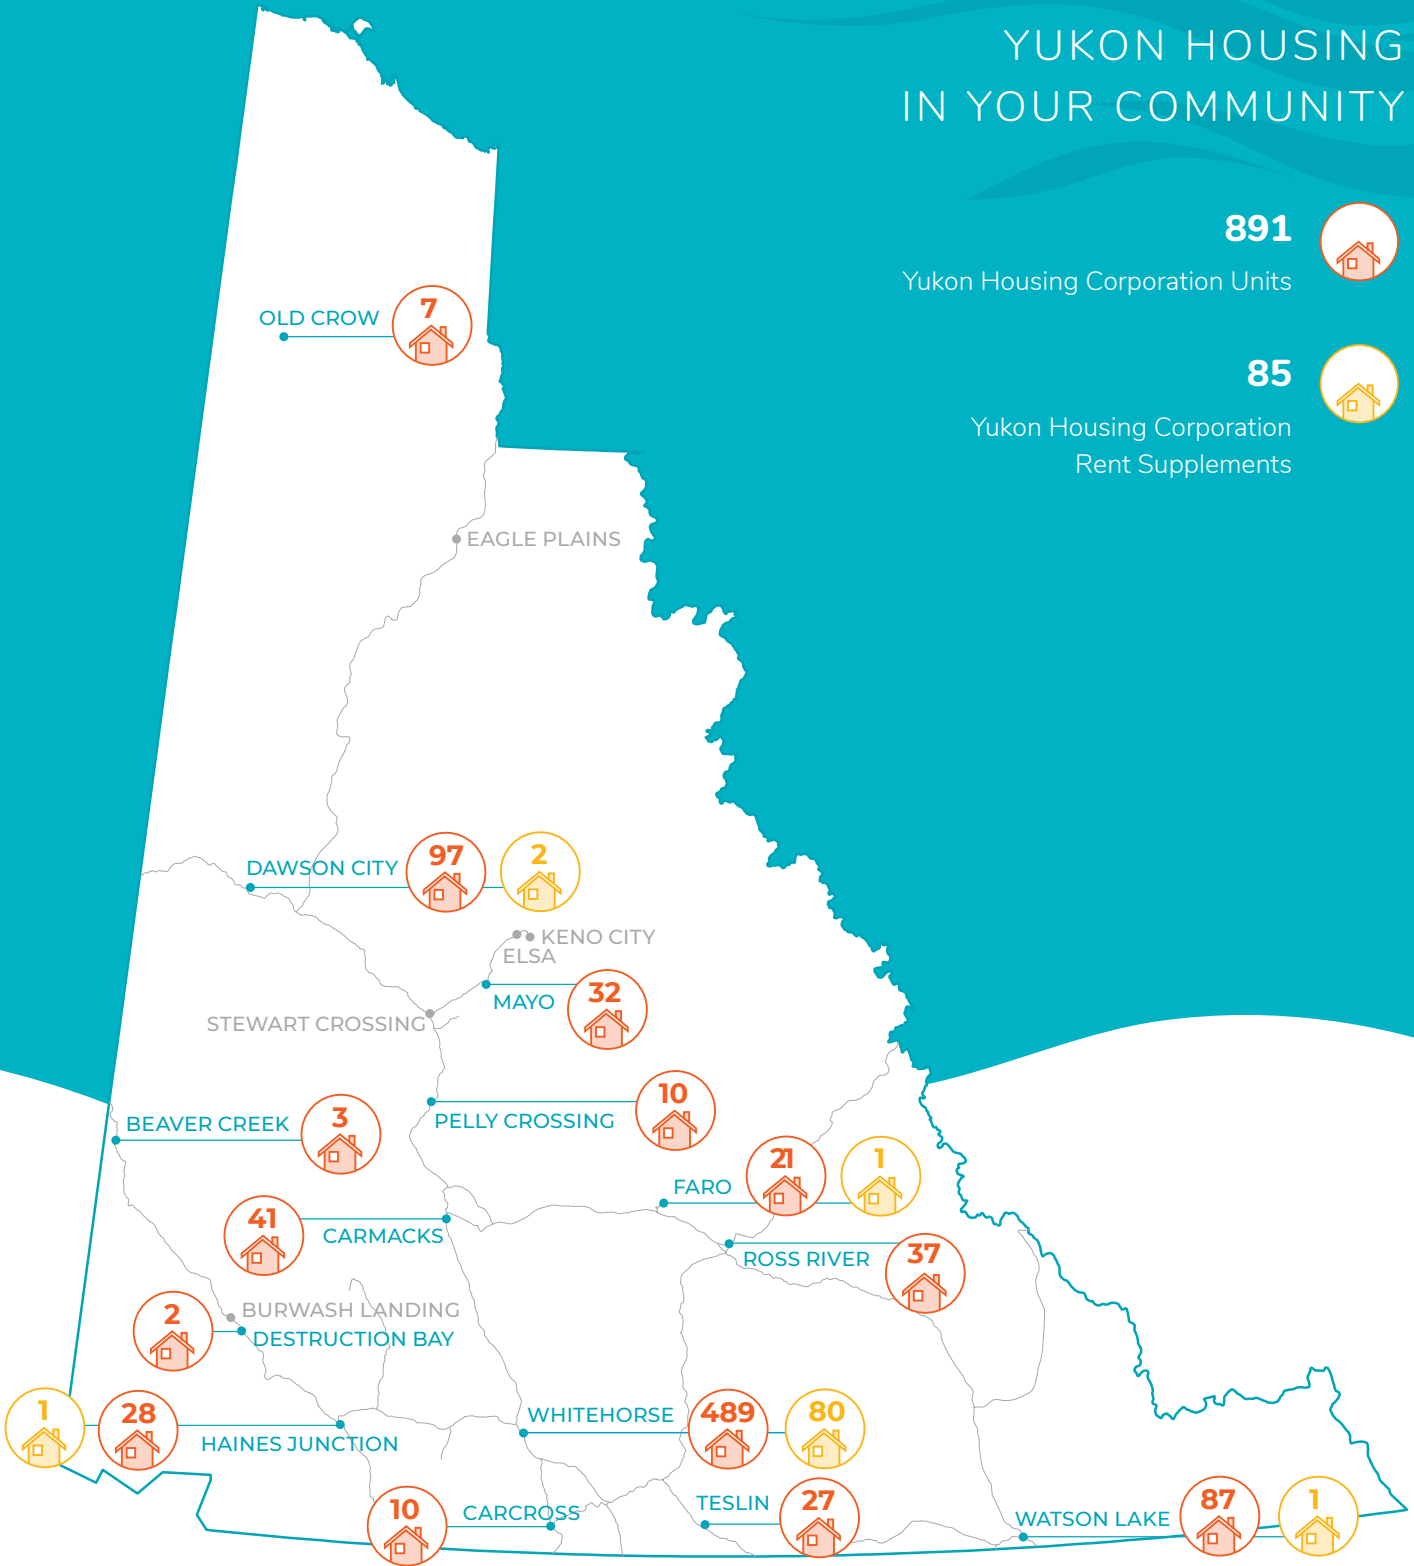 YUKON HOUSING
IN YOUR COMMUNITY
891
Yukon Housing Corporation Units
85
Yukon Housing Corporation
Rent Supplements
OLD CROW
7
EAGLE PLAINS
DAWSON CITY
97
2
KENO CITY
ELSA
MAYO
32
STEWART CROSSING
BEAVER CREEK
3
PELLY CROSSING
10
FARO
21
1
41
CARMACKS
ROSS RIVER
37
BURWASH LANDING
2
DESTRUCTION BAY
1
28
HAINES JUNCTION
WHITEHORSE
489
80
10
CARCROSS
TESLIN
27
WATSON LAKE
87
1